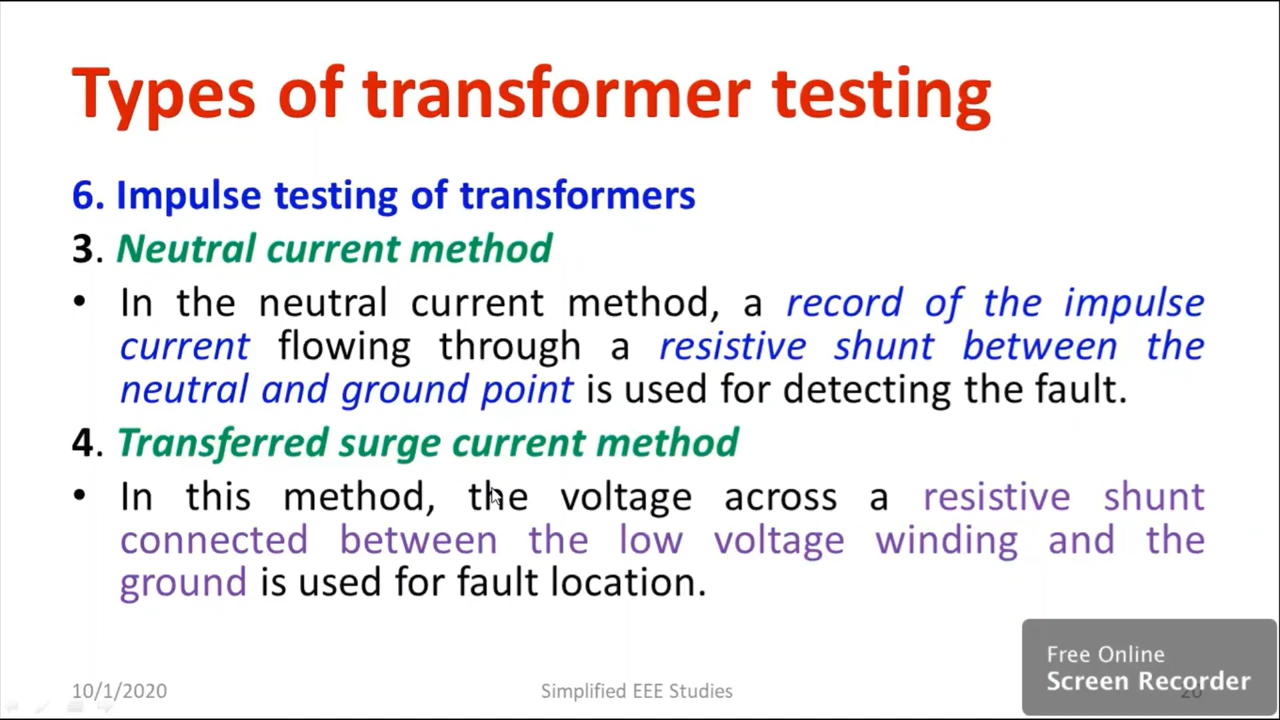 Types of transformer testing
6. Impulse testing of transformers
3. Neutral current method
• In the neutral current method, a record of the impulse
current flowing through a resistive shunt between the
neutral and ground point is used for detecting the fault.
4. Transferred surge current method
• In this method, the voltage across a resistive shunt
connected between the low voltage winding and the
ground is used for fault location.
10/1/2020
Simplified EEE Studies
Free Online
Screen Recorder